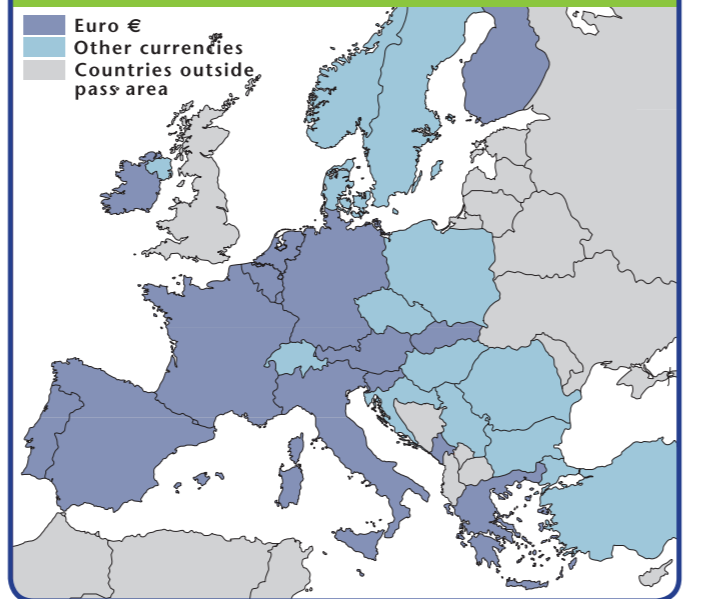 Euro €
Other currencies
Countries outside
pass area